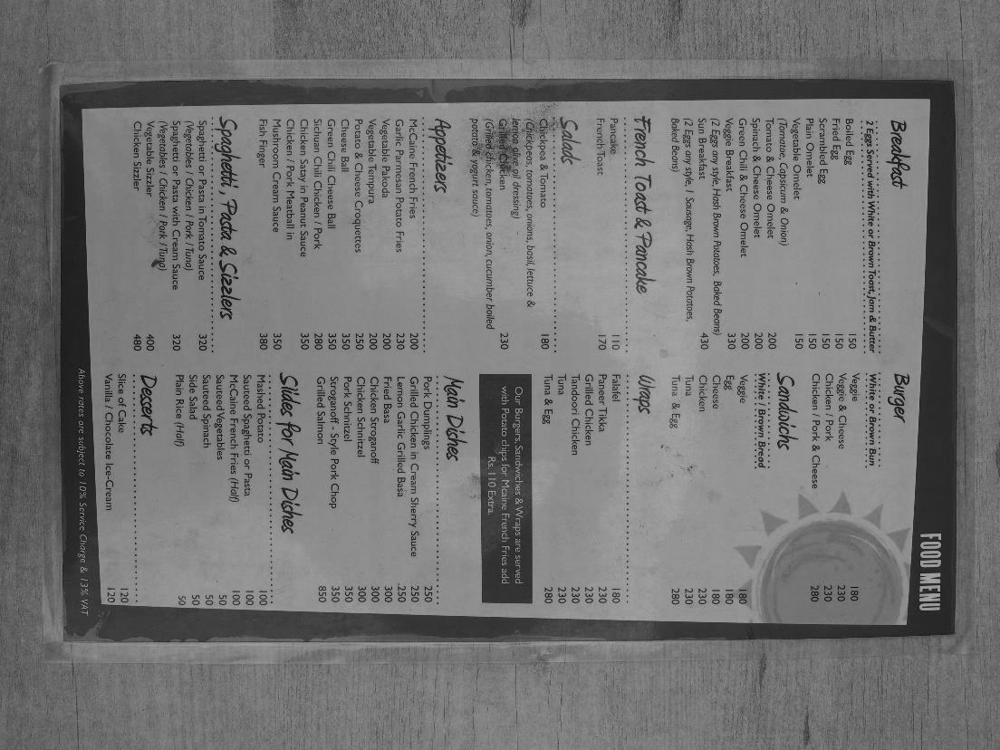 FOOD MENU
Breakfast
2 Eggs Served with White or Brown Toast, Jam & Butter
Boiled Egg 150
Fried Egg 150
Scrambled Egg 150
Plain Omelet 150
Vegetable Omelet 150
(Tomatoe, Capsicum & Onion)
Tomato & Cheese Omelet 200
Spinach & Cheese Omelet 200
Green Chili & Cheese Omelet 200
Veggie Breakfast 330
(2 Eggs any style, Hash Brown Potatoes, Baked Beans)
Sun Breakfast 430
(2 Eggs any style, 1 Sausage, Hash Brown Potatoes,
Baked Beans)
French Toast & Pancake
Pancake 110
French Toast 170
Salads
Chickpea & Tomato 180
(Chickpeas, tomatoes, onions, basil, lettuce &
lemon olive oil dressing)
Grilled Chicken 230
(Grilled chicken, tomatoes, onion, cucumber boiled
potato & yogurt sauce)
Appetizers
McCaine French Fries 200
Garlic Parmesan Potato Fries 230
Vegetable Pakoda 200
Vegetable Tempura 200
Potato & Cheese Croquettes 250
Cheese Ball 350
Green Chili Cheese Ball 350
Sichuan Chili Chicken / Pork 280
Chicken Satay in Peanut Sauce 350
Chicken / Pork Meatball in
Mushroom Cream Sauce 350
Fish Finger 380
Spaghetti, Pasta & Sizzlers
Spaghetti or Pasta in Tomato Sauce 320
(Vegetables / Chicken / Pork / Tuna)
Spaghetti or Pasta with Cream Sauce 320
(Vegetables / Chicken / Pork / Tuna)
Vegetable Sizzler 400
Chicken Sizzler 480
Burger
White or Brown Bun
Veggie 180
Veggie & Cheese 230
Chicken / Pork 230
Chicken / Pork & Cheese 280
Sandwichs
White / Brown Bread
Veggie 180
Egg 180
Cheese 180
Chicken 230
Tuna 230
Tuna & Egg 280
Wraps
Falafel 180
Paneer Tikka 230
Grilled Chicken 230
Tandoori Chicken 230
Tuna 230
Tuna & Egg 280
Our Burgers, Sandwiches & Wraps are served
with Potato chips for Mcaine French Fries add
Rs. 110 Extra.
Main Dishes
Pork Dumplings 250
Grilled Chicken in Cream Sherry Sauce 250
Lemon Garlic Grilled Basa 250
Fried Basa 300
Chicken Stroganoff 300
Chicken Schnitzel 300
Pork Schnitzel 350
Stroganoff - Style Pork Chop 350
Grilled Salmon 850
Slides for Main Dishes
Mashed Potato 100
Sauteed Spaghetti or Pasta 100
McCaine French Fries (Half) 100
Sauteed Vegetables 50
Sauteed Spinach 50
Side Salad 50
Plain Rice (Half) 50
Desserts
Slice of Cake 120
Vanilla / Chocolate Ice-Cream 120
Above rates are subject to 10% Service Charge & 13% VAT